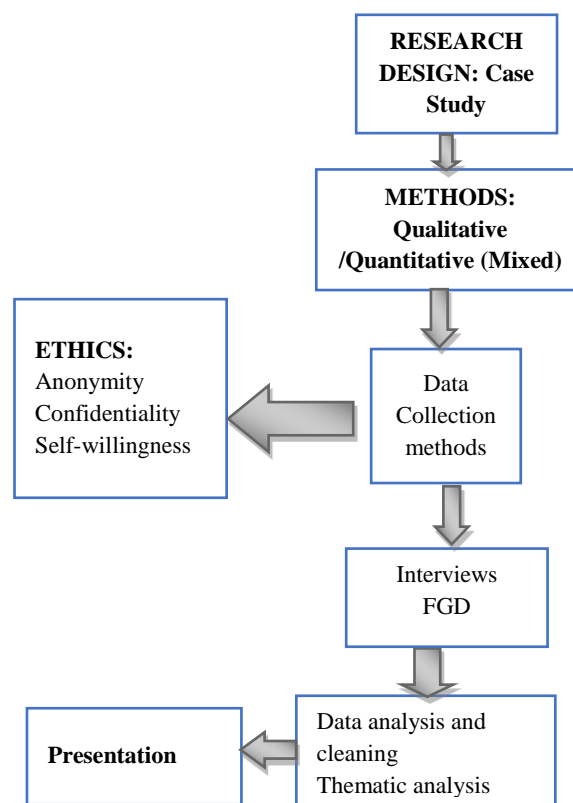 RESEARCH
DESIGN: Case
Study
METHODS:
Qualitative
/Quantitative (Mixed)
ETHICS:
Anonymity
Confidentiality
Self-willingness
Data
Collection
methods
Interviews
FGD
Data analysis and
cleaning
Thematic analysis
Presentation